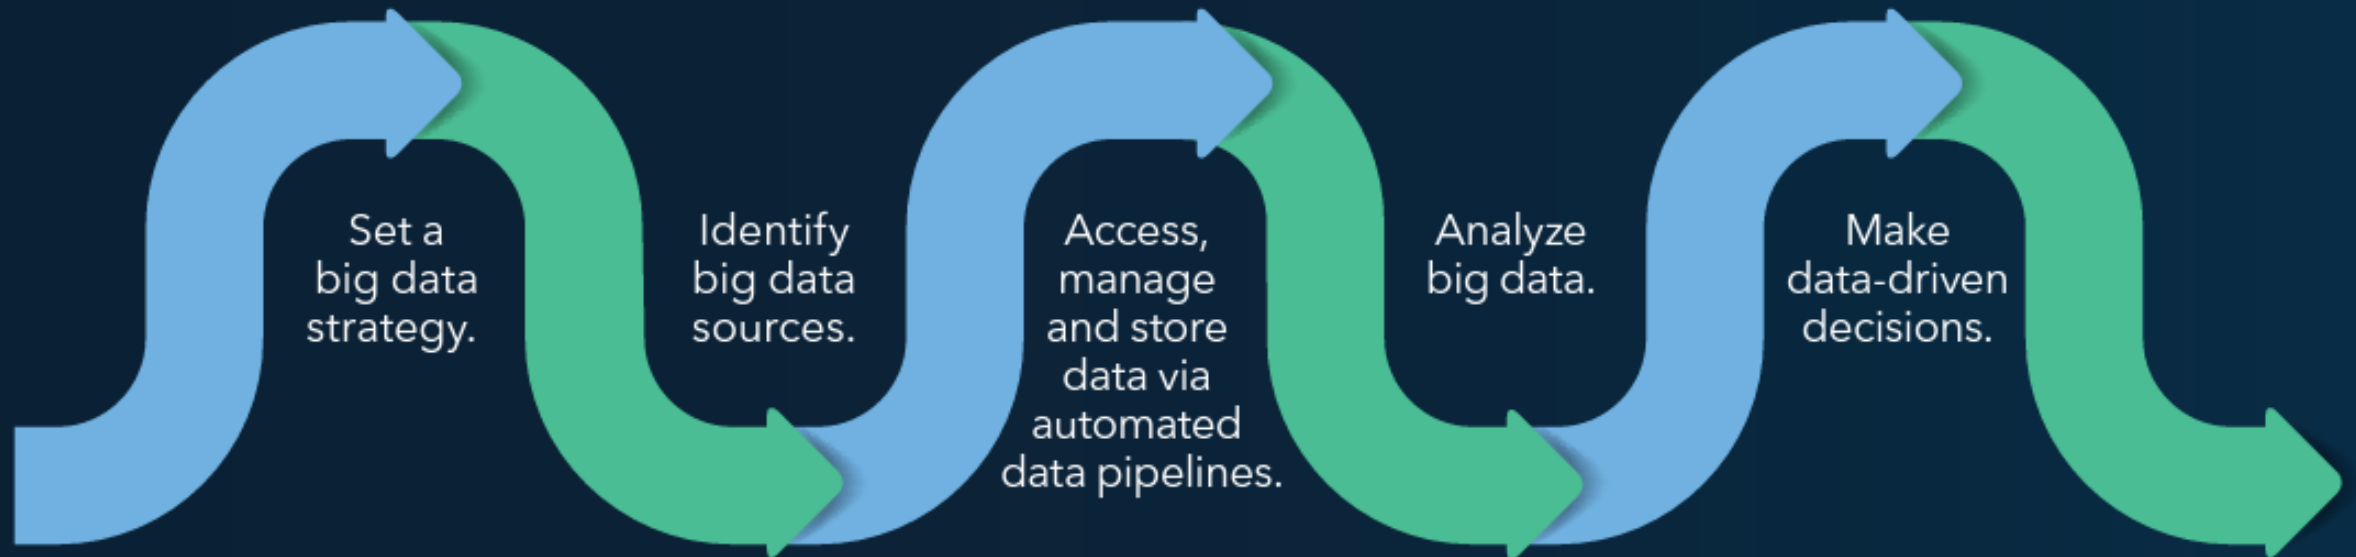 Set a
big data
strategy.
Identify
big data
sources.
Access,
manage
and store
data via
automated
data pipelines.
Analyze
big data.
Make
data-driven
decisions.